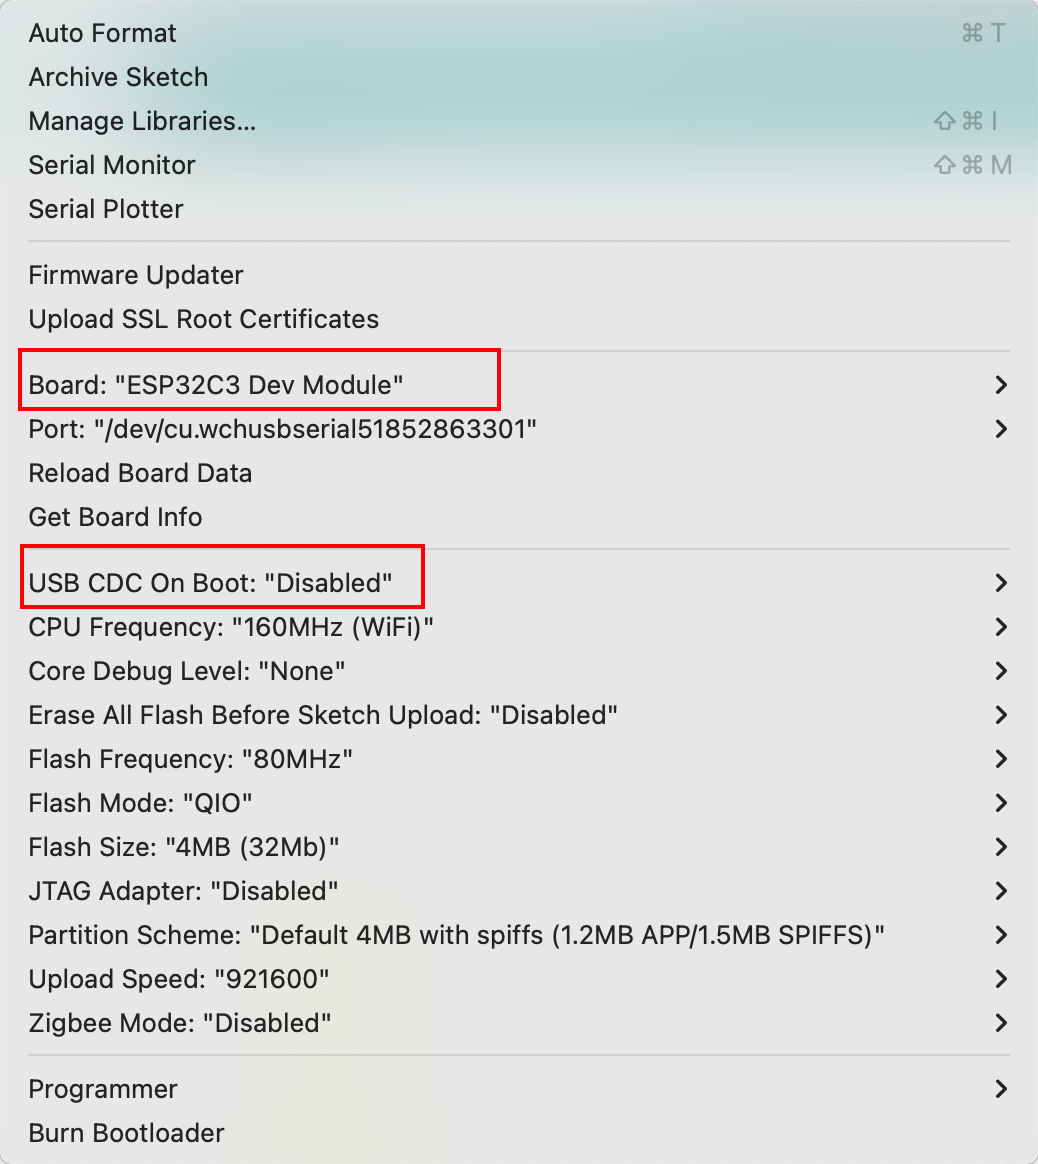 Auto Format ⌘ T
Archive Sketch
Manage Libraries... ⇧ ⌘ I
Serial Monitor ⇧ ⌘ M
Serial Plotter
Firmware Updater
Upload SSL Root Certificates
Board: "ESP32C3 Dev Module"
Port: "/dev/cu.wchusbserial51852863301"
Reload Board Data
Get Board Info
USB CDC On Boot: "Disabled"
CPU Frequency: "160MHz (WiFi)"
Core Debug Level: "None"
Erase All Flash Before Sketch Upload: "Disabled"
Flash Frequency: "80MHz"
Flash Mode: "QIO"
Flash Size: "4MB (32Mb)"
JTAG Adapter: "Disabled"
Partition Scheme: "Default 4MB with spiffs (1.2MB APP/1.5MB SPIFFS)"
Upload Speed: "921600"
Zigbee Mode: "Disabled"
Programmer
Burn Bootloader